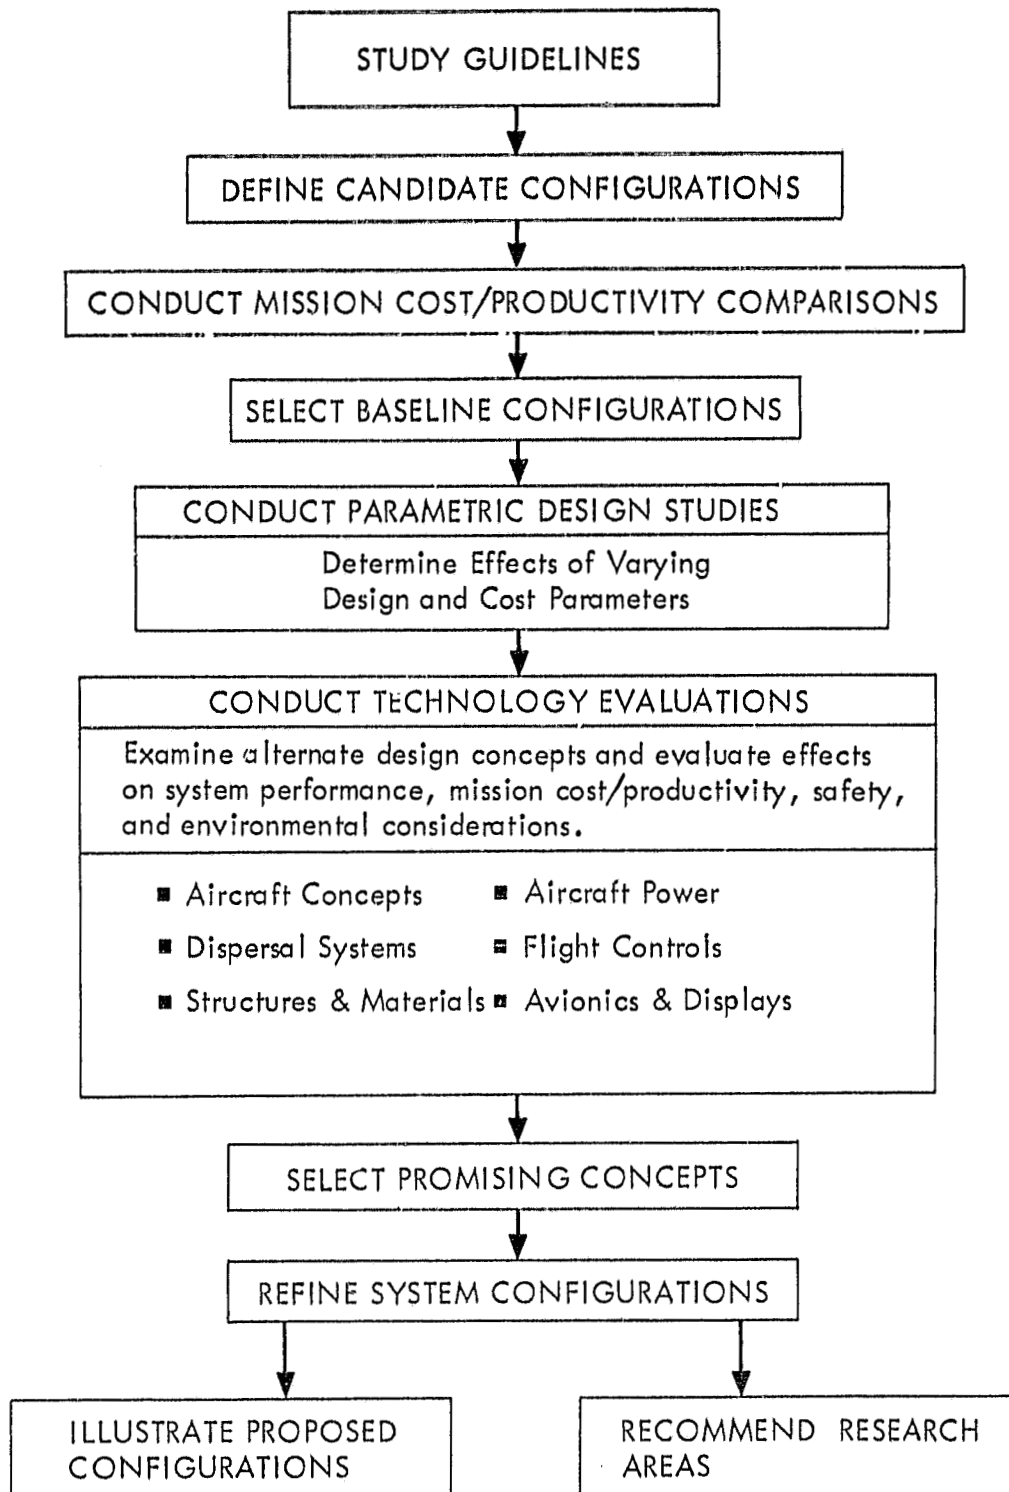 STUDY GUIDELINES
DEFINE CANDIDATE CONFIGURATIONS
CONDUCT MISSION COST/PRODUCTIVITY COMPARISONS
SELECT BASELINE CONFIGURATIONS
CONDUCT PARAMETRIC DESIGN STUDIES
Determine Effects of Varying
Design and Cost Parameters
CONDUCT TECHNOLOGY EVALUATIONS
Examine alternate design concepts and evaluate effects
on system performance, mission cost/productivity, safety,
and environmental considerations.
■ Aircraft Concepts ■ Aircraft Power
■ Dispersal Systems ■ Flight Controls
■ Structures & Materials ■ Avionics & Displays
SELECT PROMISING CONCEPTS
REFINE SYSTEM CONFIGURATIONS
ILLUSTRATE PROPOSED
CONFIGURATIONS
RECOMMEND RESEARCH
AREAS